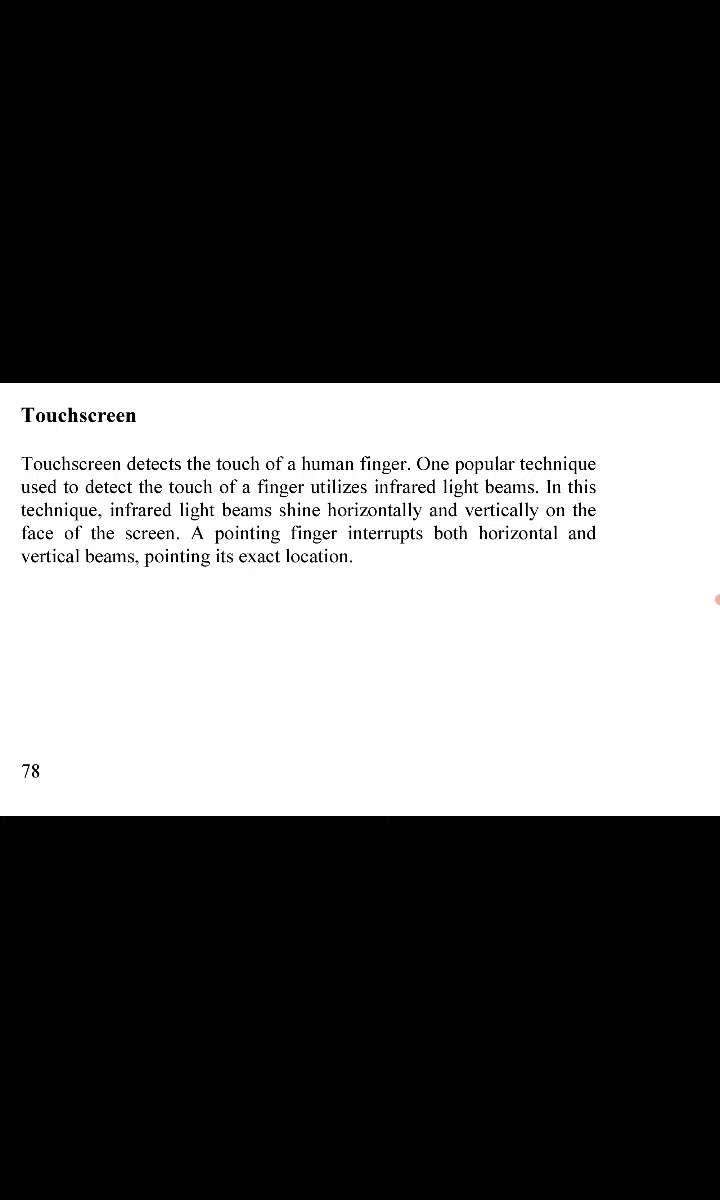 Touchscreen
Touchscreen detects the touch of a human finger. One popular technique
used to detect the touch of a finger utilizes infrared light beams. In this
technique, infrared light beams shine horizontally and vertically on the
face of the screen. A pointing finger interrupts both horizontal and
vertical beams, pointing its exact location.
78